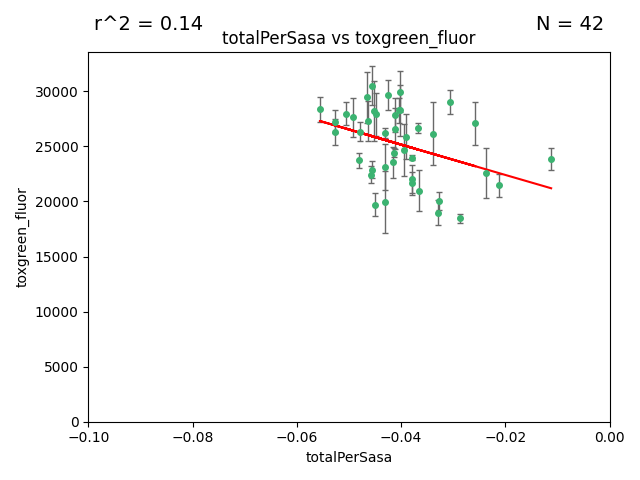 r^2 = 0.14
N = 42
totalPerSasa vs toxgreen_fluor
toxgreen_fluor
30000
25000
20000
15000
10000
5000
0
−0.10
−0.08
−0.06
−0.04
−0.02
0.00
totalPerSasa